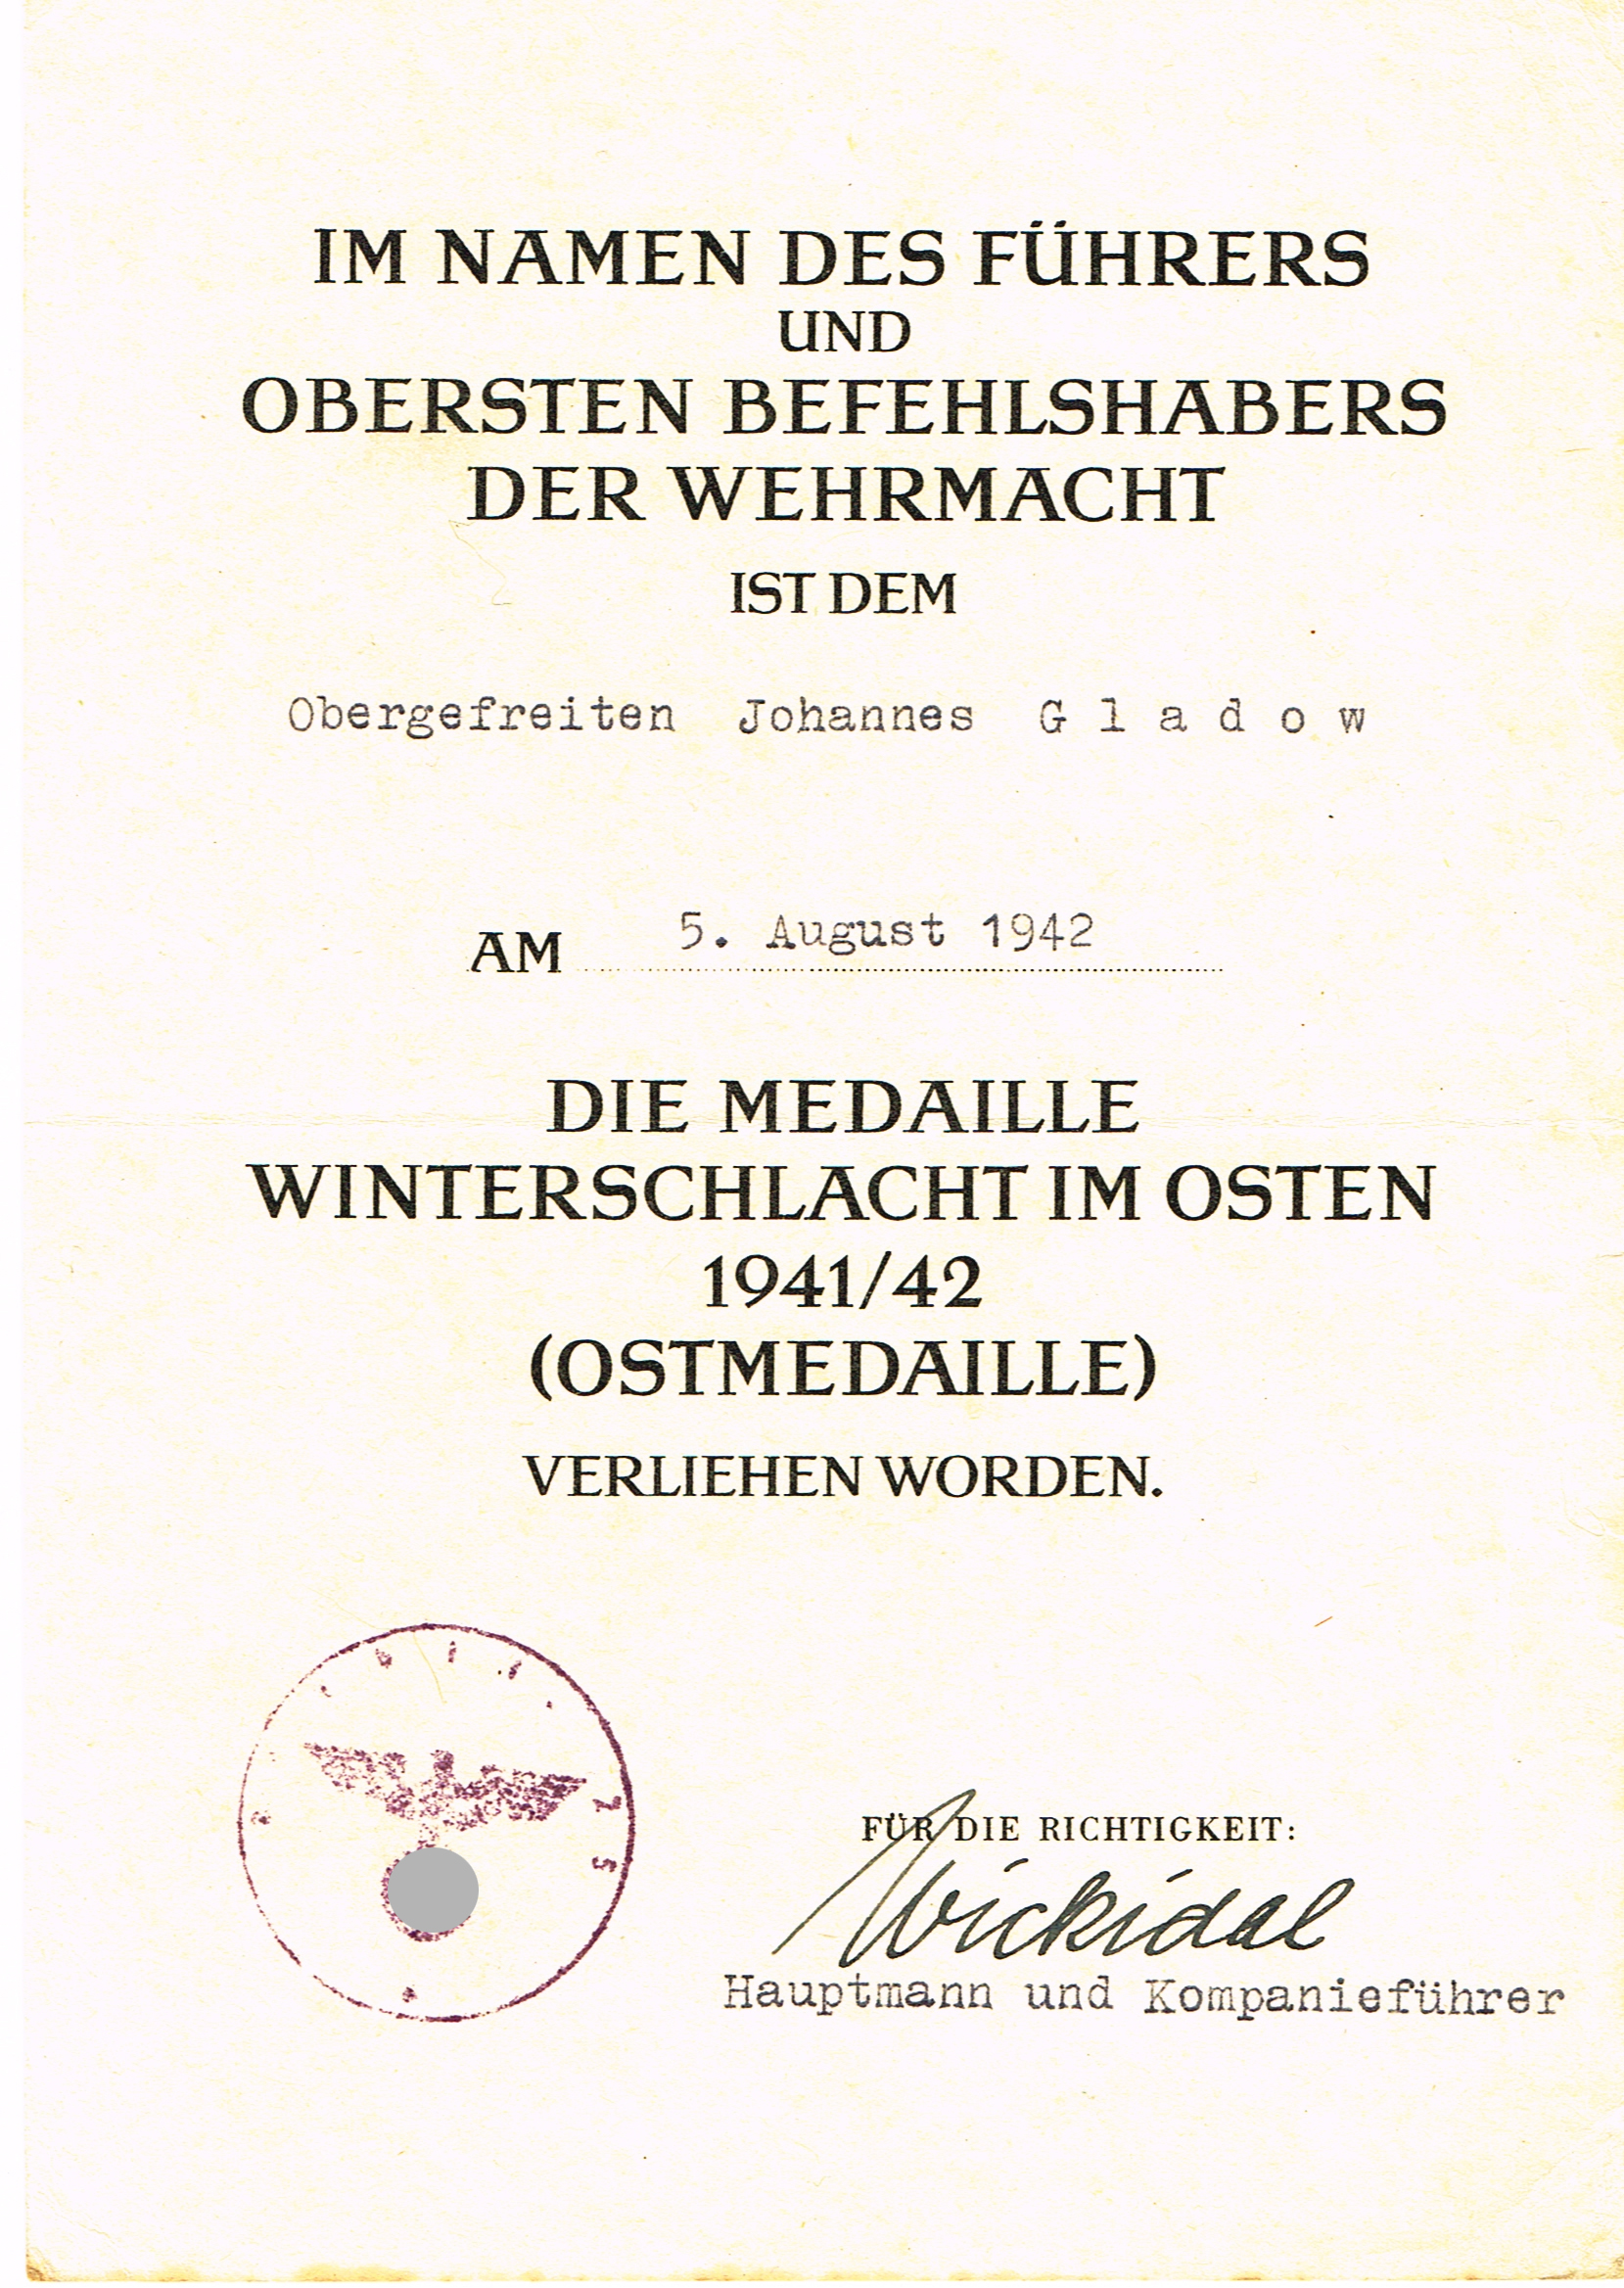 IM NAMEN DES FÜHRERS
UND
OBERSTEN BEFEHLSHABERS
DER WEHRMACHT
IST DEM
Obergefreiten Johannes G l a d o w
AM 5. August 1942
DIE MEDAILLE
WINTERSCHLACHT IM OSTEN
1941/42
(OSTMEDAILLE)
VERLIEHEN WORDEN.
FÜR DIE RICHTIGKEIT:
Wickidal
Hauptmann und Kompanieführer